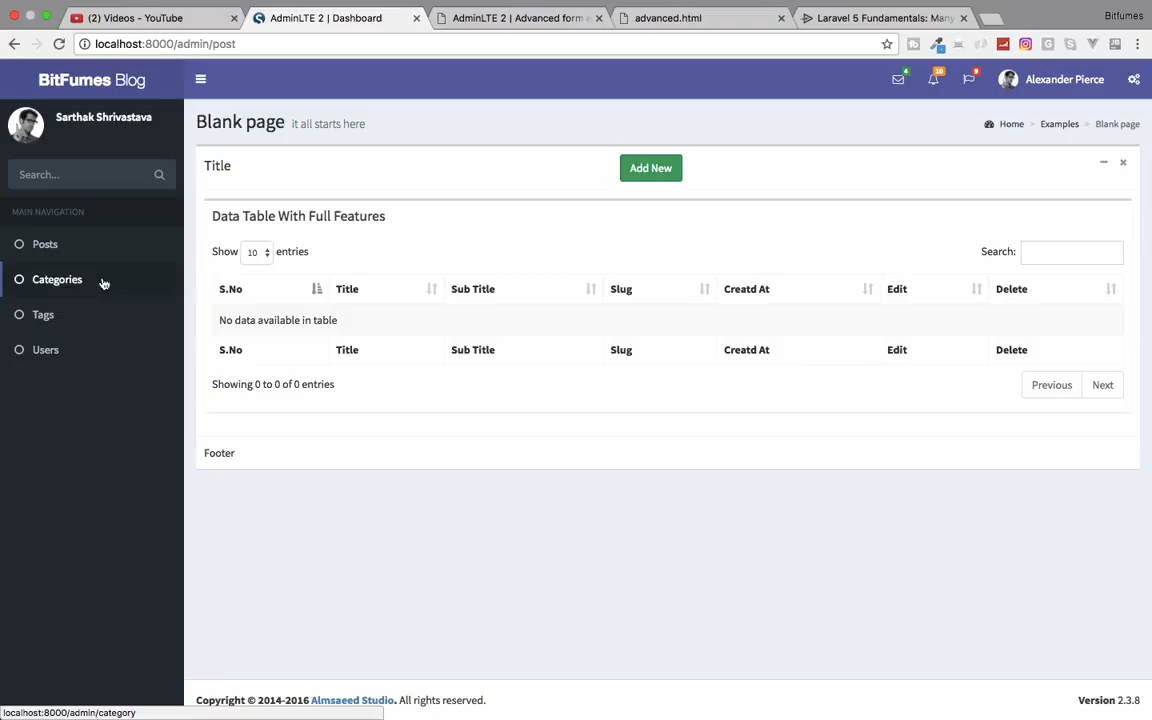 (2) Videos - YouTube
AdminLTE 2 | Dashboard
AdminLTE 2 | Advanced form e
advanced.html
Laravel 5 Fundamentals: Many
Bitfumes
localhost:8000/admin/post
BitFumes Blog
4
10
9
Alexander Pierce
Sarthak Shrivastava
Search...
MAIN NAVIGATION
Posts
Categories
Tags
Users
Blank page it all starts here
Home > Examples > Blank page
Title
Add New
Data Table With Full Features
Show 10 entries
Search:
S.No Title Sub Title Slug Creatd At Edit Delete
No data available in table
S.No Title Sub Title Slug Creatd At Edit Delete
Showing 0 to 0 of 0 entries
Previous Next
Footer
Copyright © 2014-2016 Almsaeed Studio. All rights reserved.
Version 2.3.8
localhost:8000/admin/category